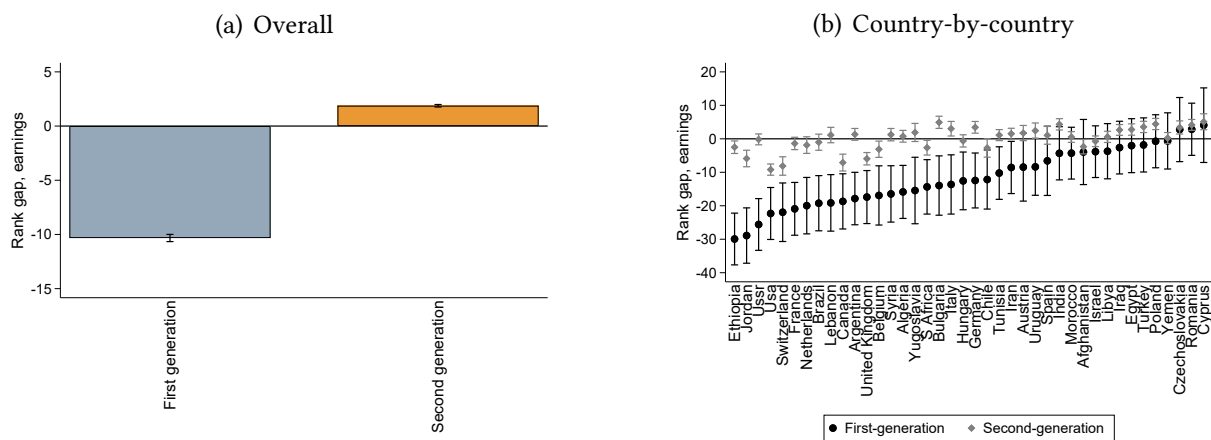 (a) Overall
Rank gap, earnings
5
0
-5
-10
-15
First generation
Second generation
(b) Country-by-country
Rank gap, earnings
20
10
0
-10
-20
-30
-40
Ethiopia
Jordan
Ussr
Usa
Switzerland
France
Netherlands
Brazil
Lebanon
Canada
Argentina
United Kingdom
Belgium
Syria
Algeria
Yugoslavia
S Africa
Bulgaria
Italy
Hungary
Germany
Chile
Tunisia
Iran
Austria
Uruguay
Spain
India
Morocco
Afghanistan
Israel
Libya
Iraq
Egypt
Turkey
Poland
Yemen
Czechoslovakia
Romania
Cyprus
First-generation
Second-generation